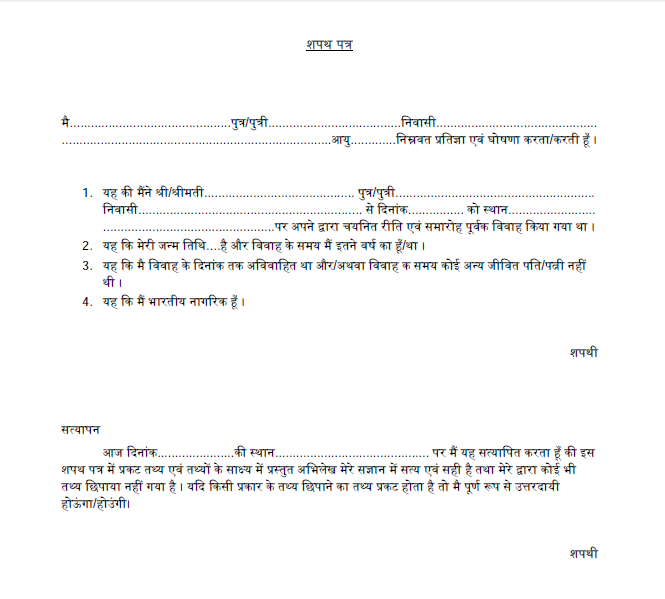 शपथ पत्र
मै.............................................पुत्र/पुत्री.....................................निवासी.............................................
...........................................................................आयु.............निम्नवत प्रतिज्ञा एवं घोषणा करता/करती हूँ ।
1. यह की मैंने श्री/श्रीमती.......................................... पुत्र/पुत्री........................................................
निवासी............................................................... से दिनांक................ को स्थान........................
................................................पर अपने द्वारा चयनित रीति एवं समारोह पूर्वक विवाह किया गया था ।
2. यह कि मेरी जन्म तिथि....है और विवाह के समय मैं इतने वर्ष का हूँ/था ।
3. यह कि मै विवाह के दिनांक तक अविवाहित था और/अथवा विवाह क समय कोई अन्य जीवित पति/पत्नी नहीं
थी ।
4. यह कि मैं भारतीय नागरिक हूँ ।
शपथी
सत्यापन
आज दिनांक.....................की स्थान........................................... पर मैं यह सत्यापित करता हूँ की इस
शपथ पत्र में प्रकट तथ्य एवं तथ्यों के साक्ष्य में प्रस्तुत अभिलेख मेरे सज्ञान में सत्य एवं सही है तथा मेरे द्वारा कोई भी
तथ्य छिपाया नहीं गया है । यदि किसी प्रकार के तथ्य छिपाने का तथ्य प्रकट होता है तो मै पूर्ण रूप से उत्तरदायी
होऊंगा/होउंगी।
शपथी